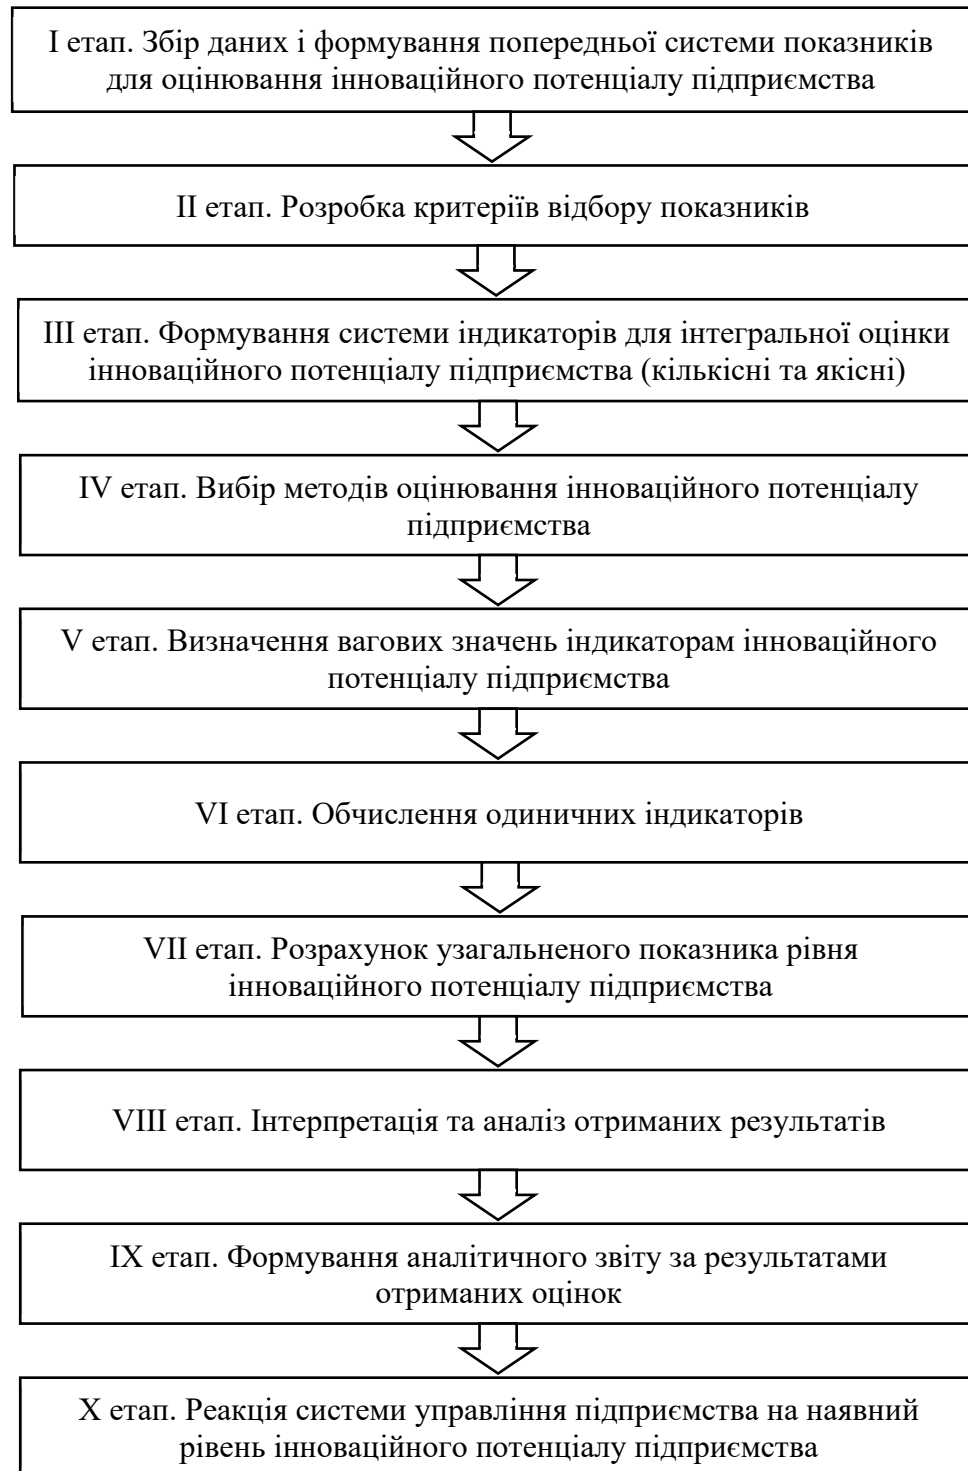 І етап. Збір даних і формування попередньої системи показників
для оцінювання інноваційного потенціалу підприємства
ІІ етап. Розробка критеріїв відбору показників
ІІІ етап. Формування системи індикаторів для інтегральної оцінки
інноваційного потенціалу підприємства (кількісні та якісні)
IV етап. Вибір методів оцінювання інноваційного потенціалу
підприємства
V етап. Визначення вагових значень індикаторам інноваційного
потенціалу підприємства
VI етап. Обчислення одиничних індикаторів
VII етап. Розрахунок узагальненого показника рівня
інноваційного потенціалу підприємства
VIII етап. Інтерпретація та аналіз отриманих результатів
IX етап. Формування аналітичного звіту за результатами
отриманих оцінок
X етап. Реакція системи управління підприємства на наявний
рівень інноваційного потенціалу підприємства